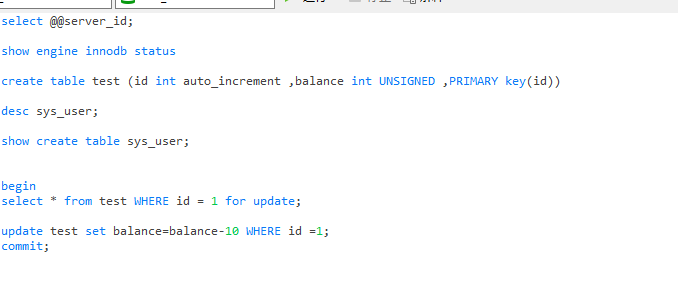 select @@server_id;
show engine innodb status
create table test (id int auto_increment ,balance int UNSIGNED ,PRIMARY key(id))
desc sys_user;
show create table sys_user;
begin
select * from test WHERE id = 1 for update;
update test set balance=balance-10 WHERE id =1;
commit;